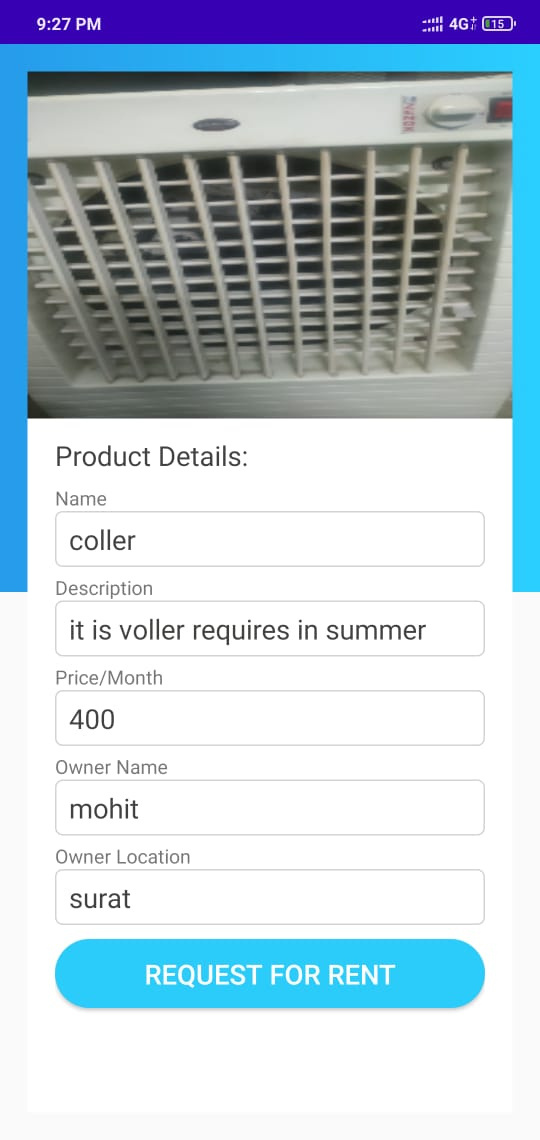 9:27 PM
4G+
15
Product Details:
Name
coller
Description
it is voller requires in summer
Price/Month
400
Owner Name
mohit
Owner Location
surat
REQUEST FOR RENT